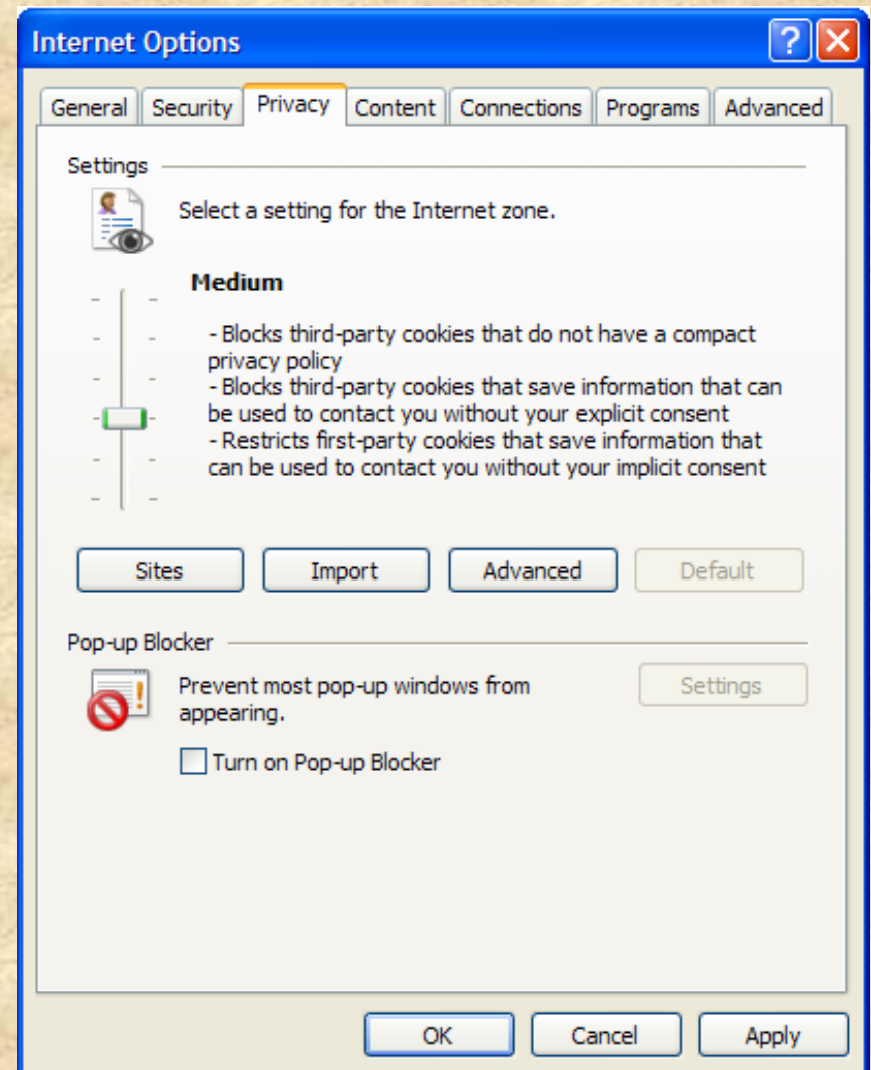 Internet Options
General Security Privacy Content Connections Programs Advanced
Settings
Select a setting for the Internet zone.
Medium
- Blocks third-party cookies that do not have a compact
privacy policy
- Blocks third-party cookies that save information that can
be used to contact you without your explicit consent
- Restricts first-party cookies that save information that
can be used to contact you without your implicit consent
Sites Import Advanced Default
Pop-up Blocker
Prevent most pop-up windows from
appearing.
Settings
Turn on Pop-up Blocker
OK Cancel Apply